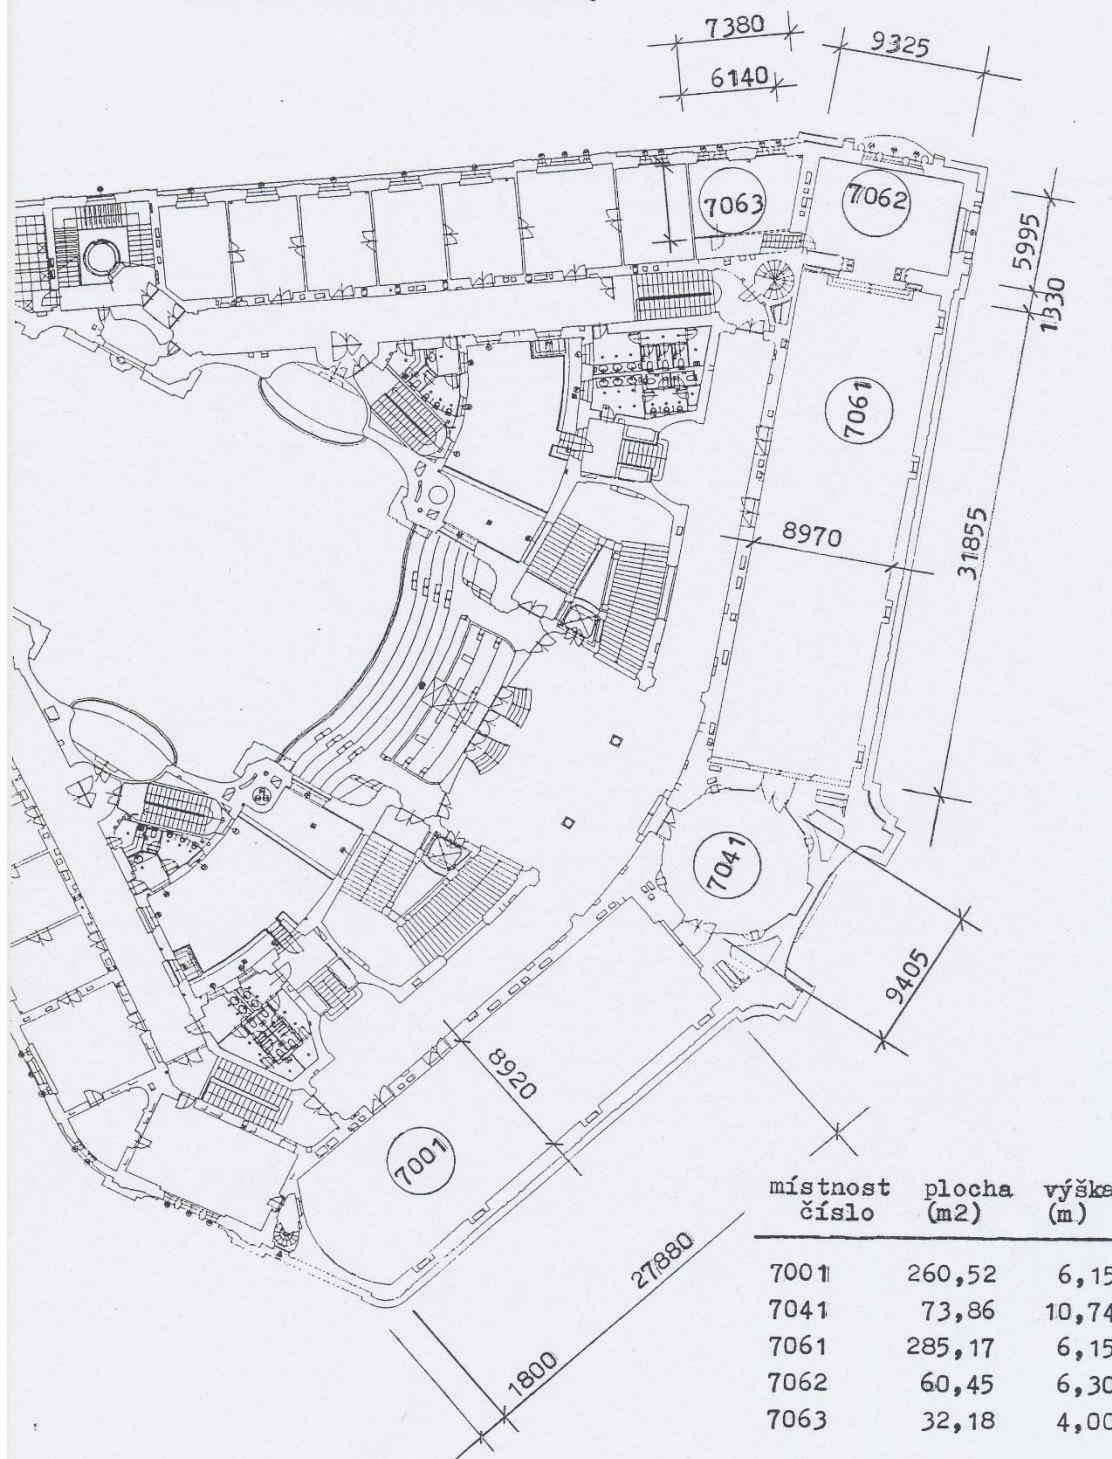 7380
9325
6140
7063
7062
5995
1330
7061
8970
31855
7041
9405
8920
7001
27880
1800
místnost plocha výška
číslo (m2) (m)
7001 260,52 6,15
7041 73,86 10,74
7061 285,17 6,15
7062 60,45 6,30
7063 32,18 4,00